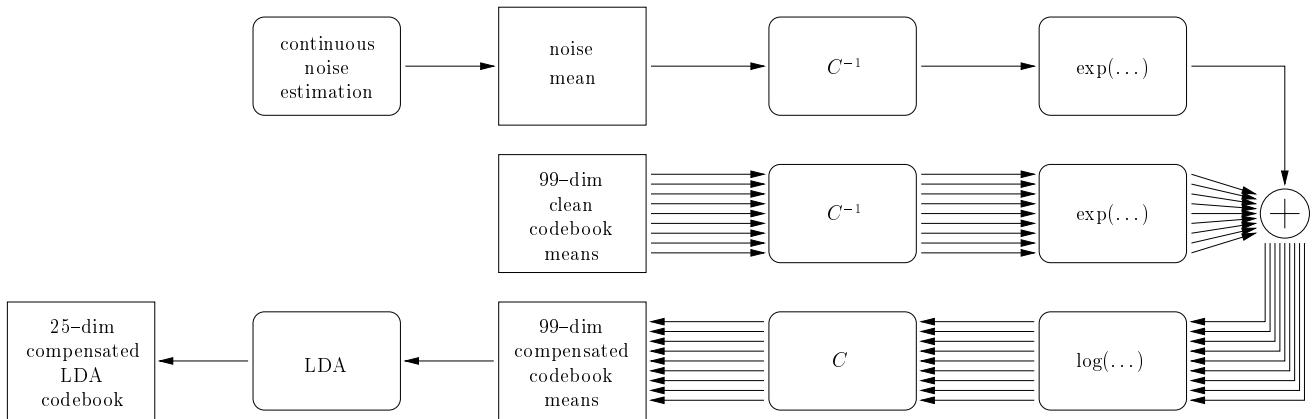 continuous
noise
estimation
noise
mean
C⁻¹
exp(...)
99–dim
clean
codebook
means
C⁻¹
exp(...)
+
25–dim
compensated
LDA
codebook
LDA
99–dim
compensated
codebook
means
C
log(...)